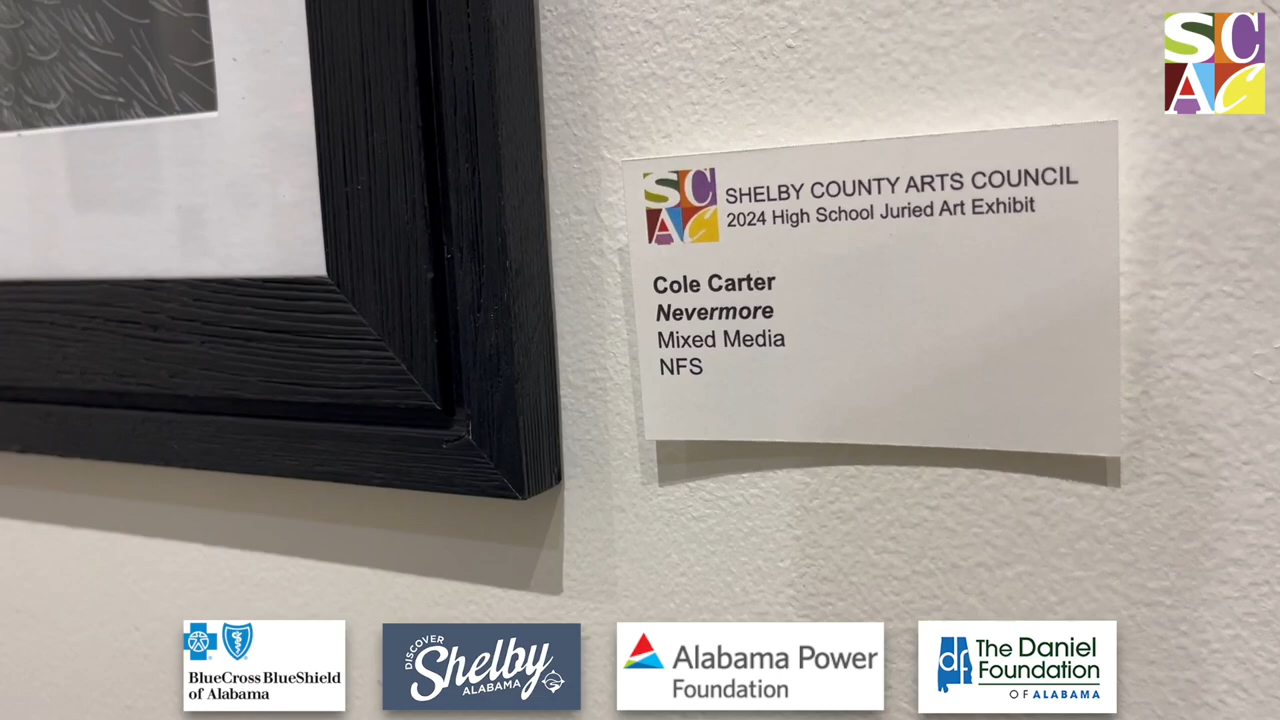 SC
AC
SC
AC
SHELBY COUNTY ARTS COUNCIL
2024 High School Juried Art Exhibit
Cole Carter
Nevermore
Mixed Media
NFS
BlueCross BlueShield
of Alabama
DISCOVER
Shelby
ALABAMA
Alabama Power
Foundation
df
The Daniel
Foundation
OF ALABAMA